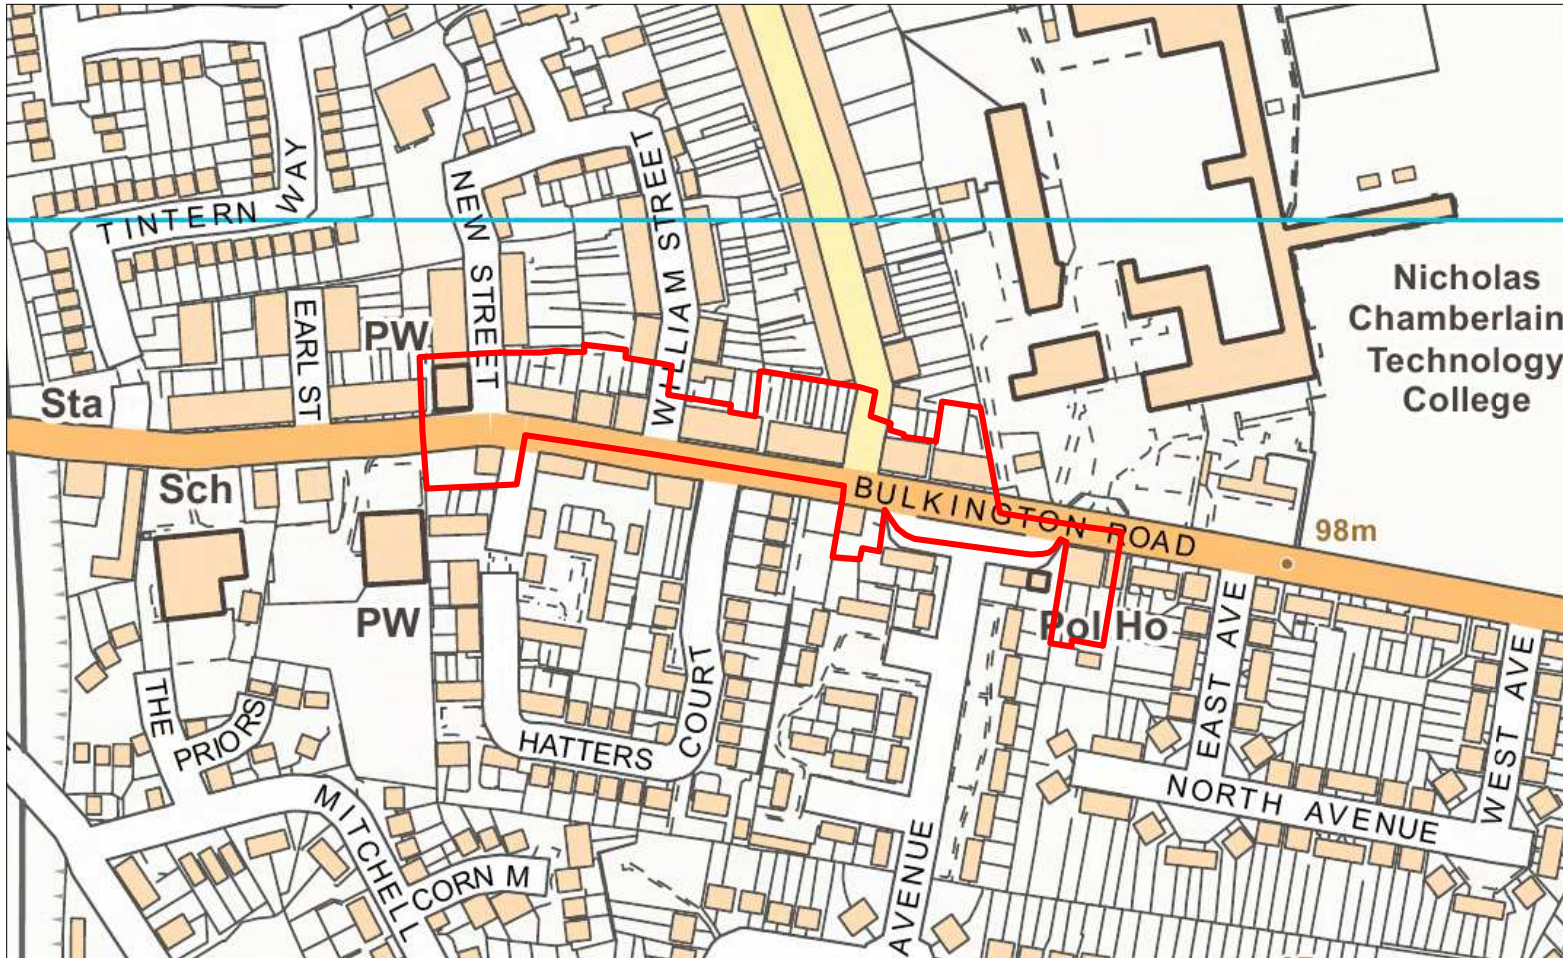 TINTERN WAY
NEW STREET
WILLIAM STREET
EARL ST
PW
Sta
Nicholas
Chamberlain
Technology
College
Sch
BULKINGTON ROAD
98m
PW
Pol Ho
THE PRIORS
HATTERS COURT
EAST AVE
WEST AVE
NORTH AVENUE
MITCHELL
CORN M
AVENUE